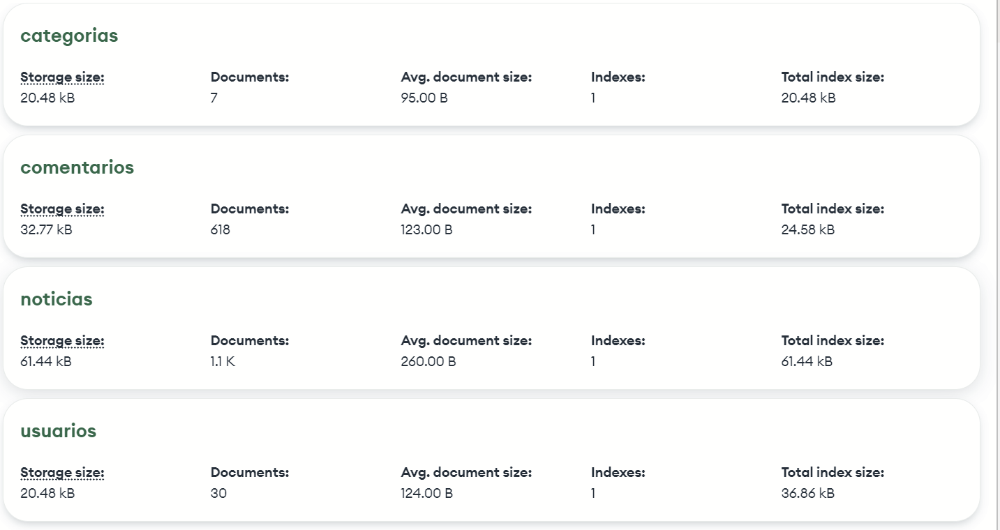 categorias
Storage size: Documents: Avg. document size: Indexes: Total index size:
20.48 kB 7 95.00 B 1 20.48 kB
comentarios
Storage size: Documents: Avg. document size: Indexes: Total index size:
32.77 kB 618 123.00 B 1 24.58 kB
noticias
Storage size: Documents: Avg. document size: Indexes: Total index size:
61.44 kB 1.1 K 260.00 B 1 61.44 kB
usuarios
Storage size: Documents: Avg. document size: Indexes: Total index size:
20.48 kB 30 124.00 B 1 36.86 kB